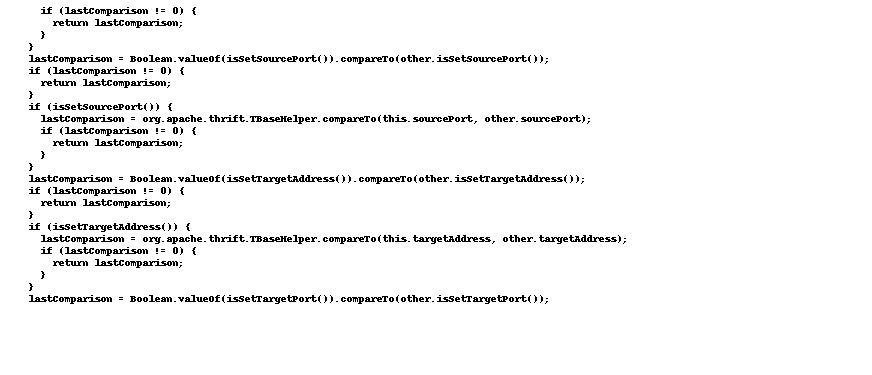 if (lastComparison != 0) {
        return lastComparison;
      }
    }
    lastComparison = Boolean.valueOf(isSetSourcePort()).compareTo(other.isSetSourcePort());
    if (lastComparison != 0) {
      return lastComparison;
    }
    if (isSetSourcePort()) {
      lastComparison = org.apache.thrift.TBaseHelper.compareTo(this.sourcePort, other.sourcePort);
      if (lastComparison != 0) {
        return lastComparison;
      }
    }
    lastComparison = Boolean.valueOf(isSetTargetAddress()).compareTo(other.isSetTargetAddress());
    if (lastComparison != 0) {
      return lastComparison;
    }
    if (isSetTargetAddress()) {
      lastComparison = org.apache.thrift.TBaseHelper.compareTo(this.targetAddress, other.targetAddress);
      if (lastComparison != 0) {
        return lastComparison;
      }
    }
    lastComparison = Boolean.valueOf(isSetTargetPort()).compareTo(other.isSetTargetPort());